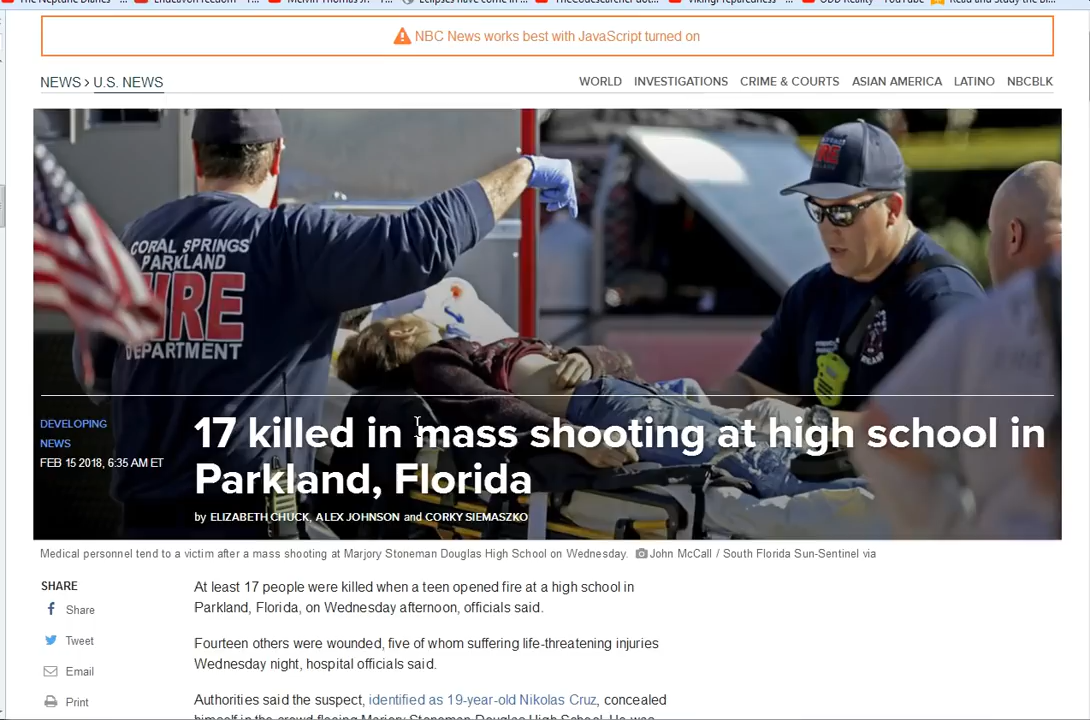 NBC News works best with JavaScript turned on
NEWS > U.S. NEWS
WORLD INVESTIGATIONS CRIME & COURTS ASIAN AMERICA LATINO NBCBLK
CORAL SPRINGS
PARKLAND
FIRE
DEPARTMENT
FIRE
DEVELOPING
NEWS
FEB 15 2018, 6:35 AM ET
17 killed in mass shooting at high school in
Parkland, Florida
by ELIZABETH CHUCK, ALEX JOHNSON and CORKY SIEMASZKO
Medical personnel tend to a victim after a mass shooting at Marjory Stoneman Douglas High School on Wednesday. John McCall / South Florida Sun-Sentinel via
SHARE
Share
Tweet
Email
Print
At least 17 people were killed when a teen opened fire at a high school in
Parkland, Florida, on Wednesday afternoon, officials said.
Fourteen others were wounded, five of whom suffering life-threatening injuries
Wednesday night, hospital officials said.
Authorities said the suspect, identified as 19-year-old Nikolas Cruz, concealed